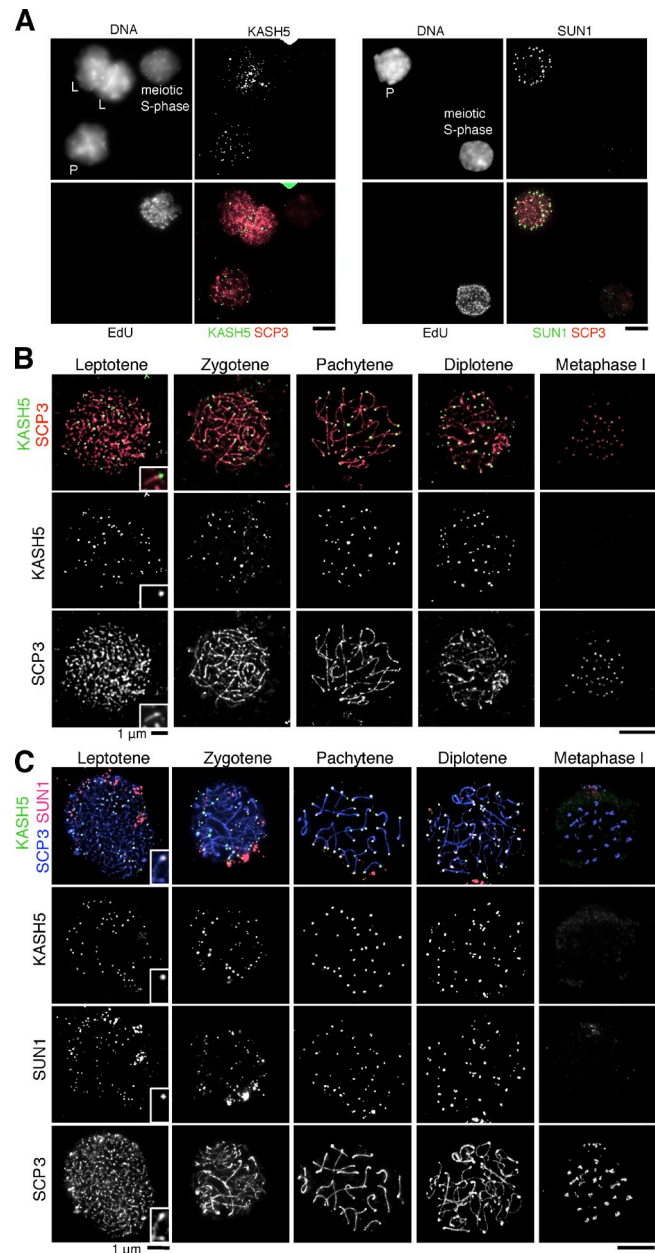 A
DNA KASH5 DNA SUN1
L
L
meiotic
S-phase
P
P
meiotic
S-phase
EdU KASH5 SCP3 EdU SUN1 SCP3
B
Leptotene Zygotene Pachytene Diplotene Metaphase I
KASH5
SCP3
KASH5
SCP3
1 µm
C
Leptotene Zygotene Pachytene Diplotene Metaphase I
KASH5
SCP3 SUN1
KASH5
SUN1
SCP3
1 µm